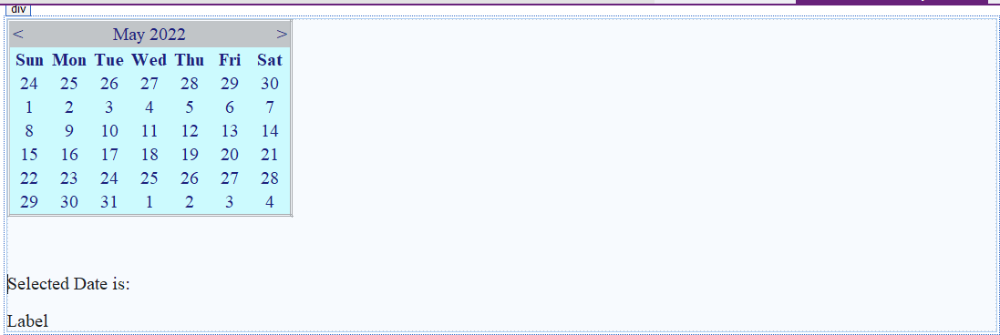 div
< May 2022 >
Sun Mon Tue Wed Thu Fri Sat
24 25 26 27 28 29 30
1 2 3 4 5 6 7
8 9 10 11 12 13 14
15 16 17 18 19 20 21
22 23 24 25 26 27 28
29 30 31 1 2 3 4
Selected Date is:
Label